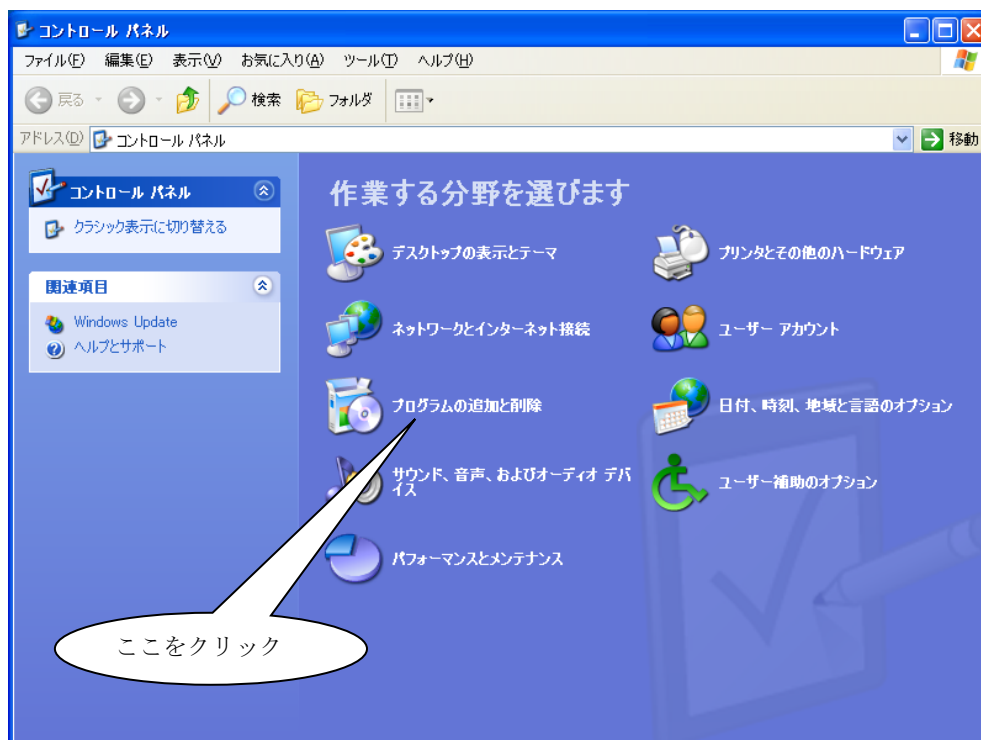 コントロール パネル
ファイル(F) 編集(E) 表示(V) お気に入り(A) ツール(T) ヘルプ(H)
戻る 検索 フォルダ
アドレス(D) コントロール パネル 移動
コントロール パネル
クラシック表示に切り替える
関連項目
Windows Update
ヘルプとサポート
作業する分野を選びます
デスクトップの表示とテーマ
プリンタとその他のハードウェア
ネットワークとインターネット接続
ユーザー アカウント
プログラムの追加と削除
日付、時刻、地域と言語のオプション
サウンド、音声、およびオーディオ デバ
イス
ユーザー補助のオプション
パフォーマンスとメンテナンス
ここをクリック